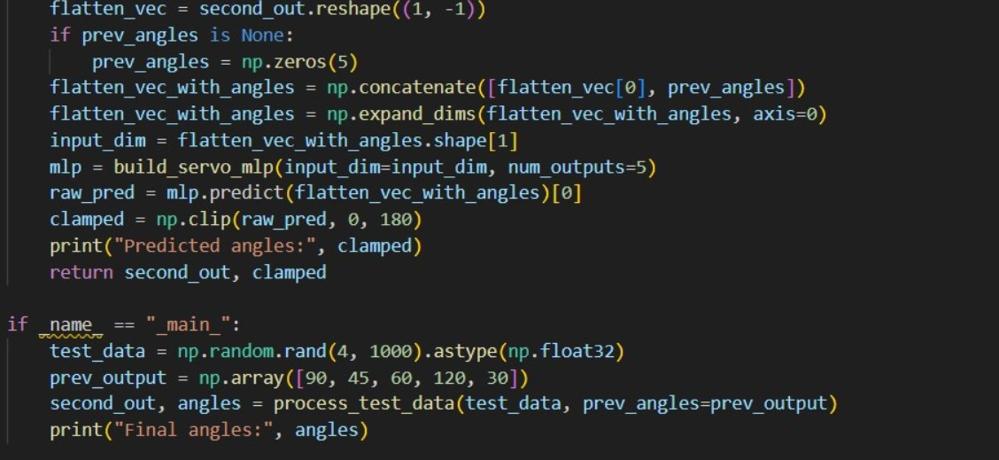 flatten_vec = second_out.reshape((1, -1))
if prev_angles is None:
prev_angles = np.zeros(5)
flatten_vec_with_angles = np.concatenate([flatten_vec[0], prev_angles])
flatten_vec_with_angles = np.expand_dims(flatten_vec_with_angles, axis=0)
input_dim = flatten_vec_with_angles.shape[1]
mlp = build_servo_mlp(input_dim=input_dim, num_outputs=5)
raw_pred = mlp.predict(flatten_vec_with_angles)[0]
clamped = np.clip(raw_pred, 0, 180)
print("Predicted angles:", clamped)
return second_out, clamped
if _name_ == "_main_":
test_data = np.random.rand(4, 1000).astype(np.float32)
prev_output = np.array([90, 45, 60, 120, 30])
second_out, angles = process_test_data(test_data, prev_angles=prev_output)
print("Final angles:", angles)